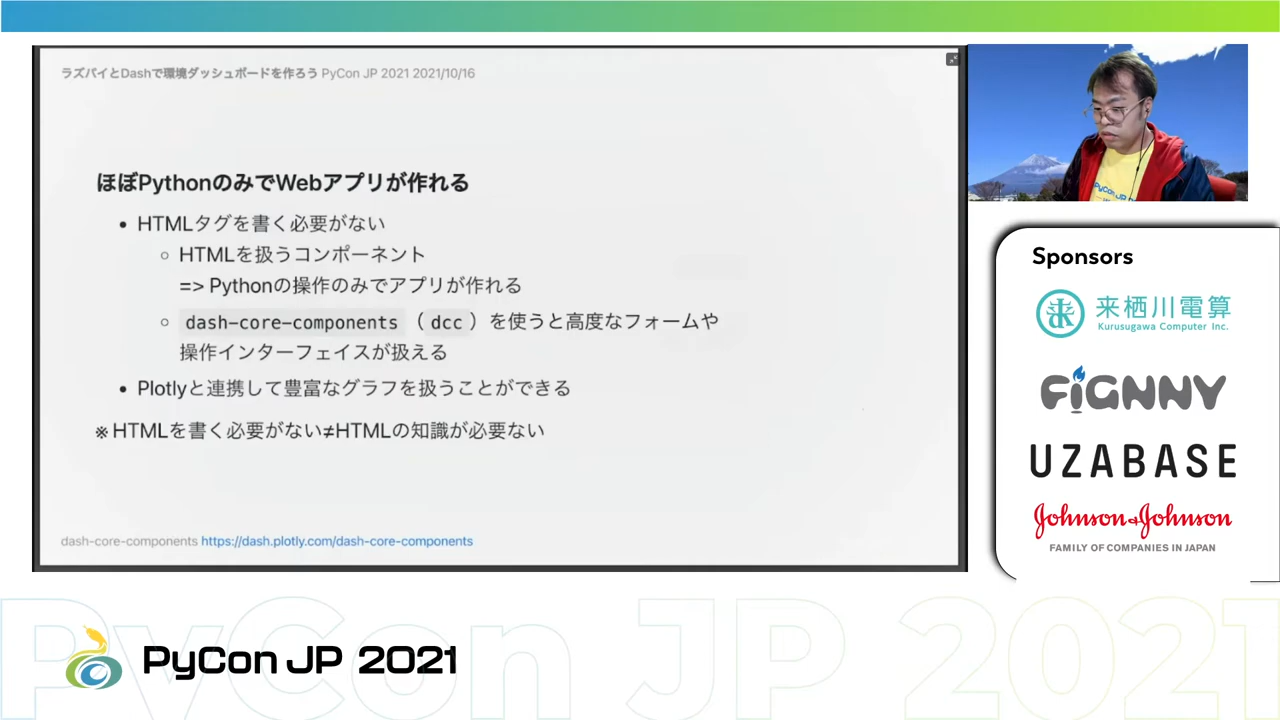 ラズパイとDashで環境ダッシュボードを作ろう PyCon JP 2021 2021/10/16
ほぼPythonのみでWebアプリが作れる
• HTMLタグを書く必要がない
○ HTMLを扱うコンポーネント
=> Pythonの操作のみでアプリが作れる
○ dash-core-components （ dcc ）を使うと高度なフォームや
操作インターフェイスが扱える
• Plotlyと連携して豊富なグラフを扱うことができる
※ HTMLを書く必要がない≠HTMLの知識が必要ない
dash-core-components https://dash.plotly.com/dash-core-components
PyCon JP
Sponsors
来栖川電算
Kurusugawa Computer Inc.
FiGNNY
UZABASE
Johnson & Johnson
FAMILY OF COMPANIES IN JAPAN
PyCon JP 2021
PyCon JP 2021